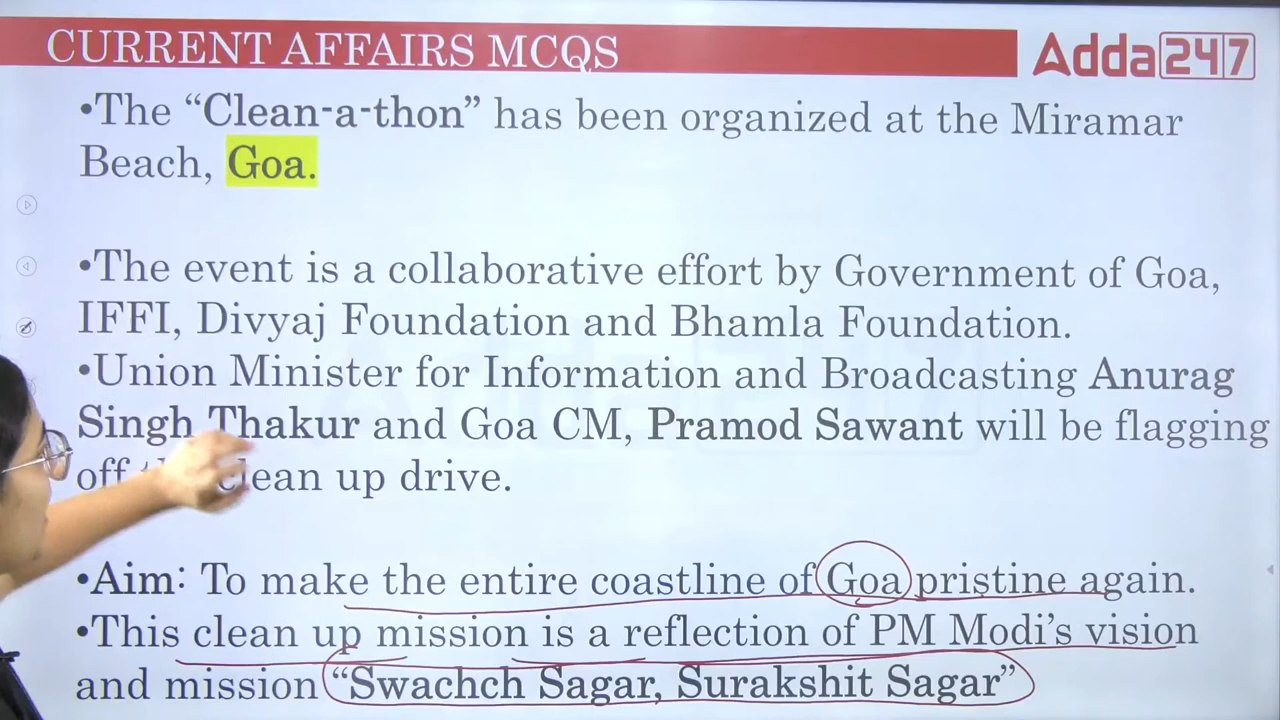 CURRENT AFFAIRS MCQS
Adda247
•The “Clean-a-thon” has been organized at the Miramar
Beach, Goa.
•The event is a collaborative effort by Government of Goa,
IFFI, Divyaj Foundation and Bhamla Foundation.
•Union Minister for Information and Broadcasting Anurag
Singh Thakur and Goa CM, Pramod Sawant will be flagging
off clean up drive.
•Aim: To make the entire coastline of Goa pristine again.
•This clean up mission is a reflection of PM Modi’s vision
and mission “Swachch Sagar, Surakshit Sagar”